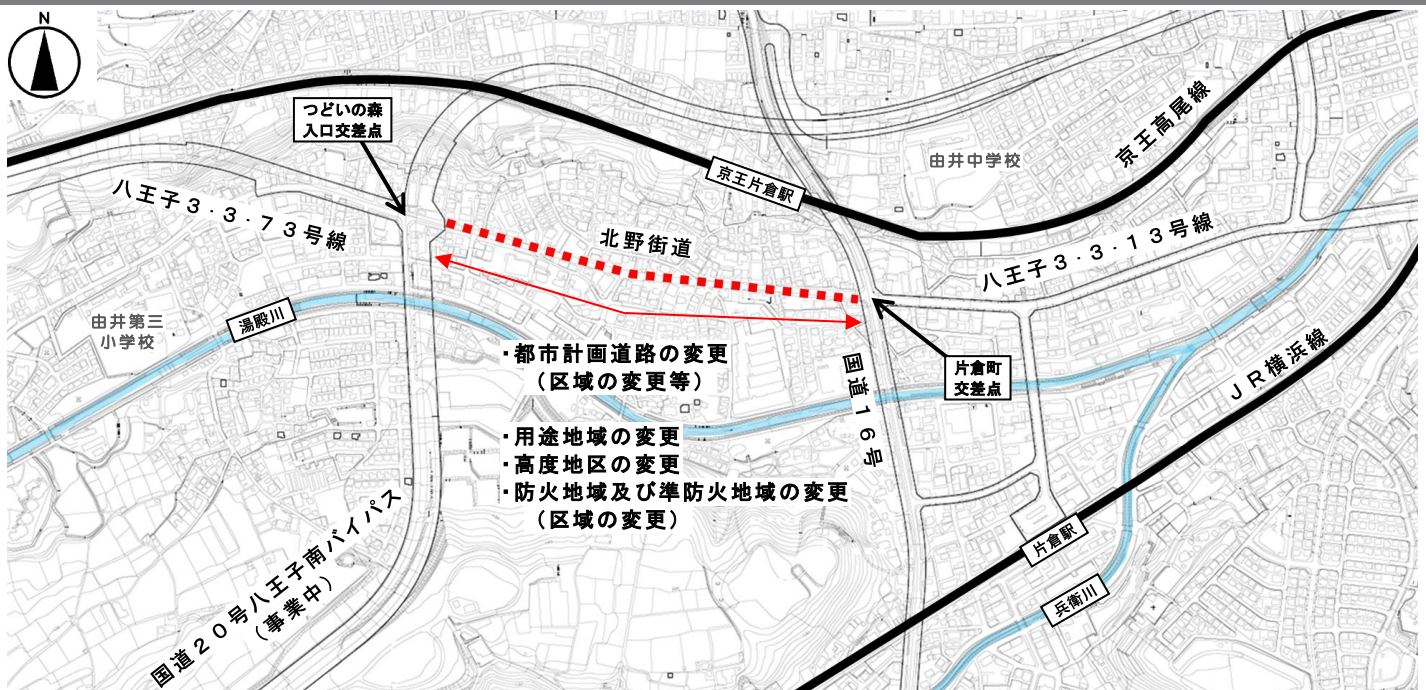 N
つどいの森
入口交差点
京王高尾線
由井中学校
京王片倉駅
八王子3・3・73号線
北野街道
八王子3・3・13号線
湯殿川
由井第三
小学校
・都市計画道路の変更
（区域の変更等）
国道16号
片倉町
交差点
JR横浜線
・用途地域の変更
・高度地区の変更
・防火地域及び準防火地域の変更
（区域の変更）
国道20号八王子南バイパス
（事業中）
片倉駅
兵衛川